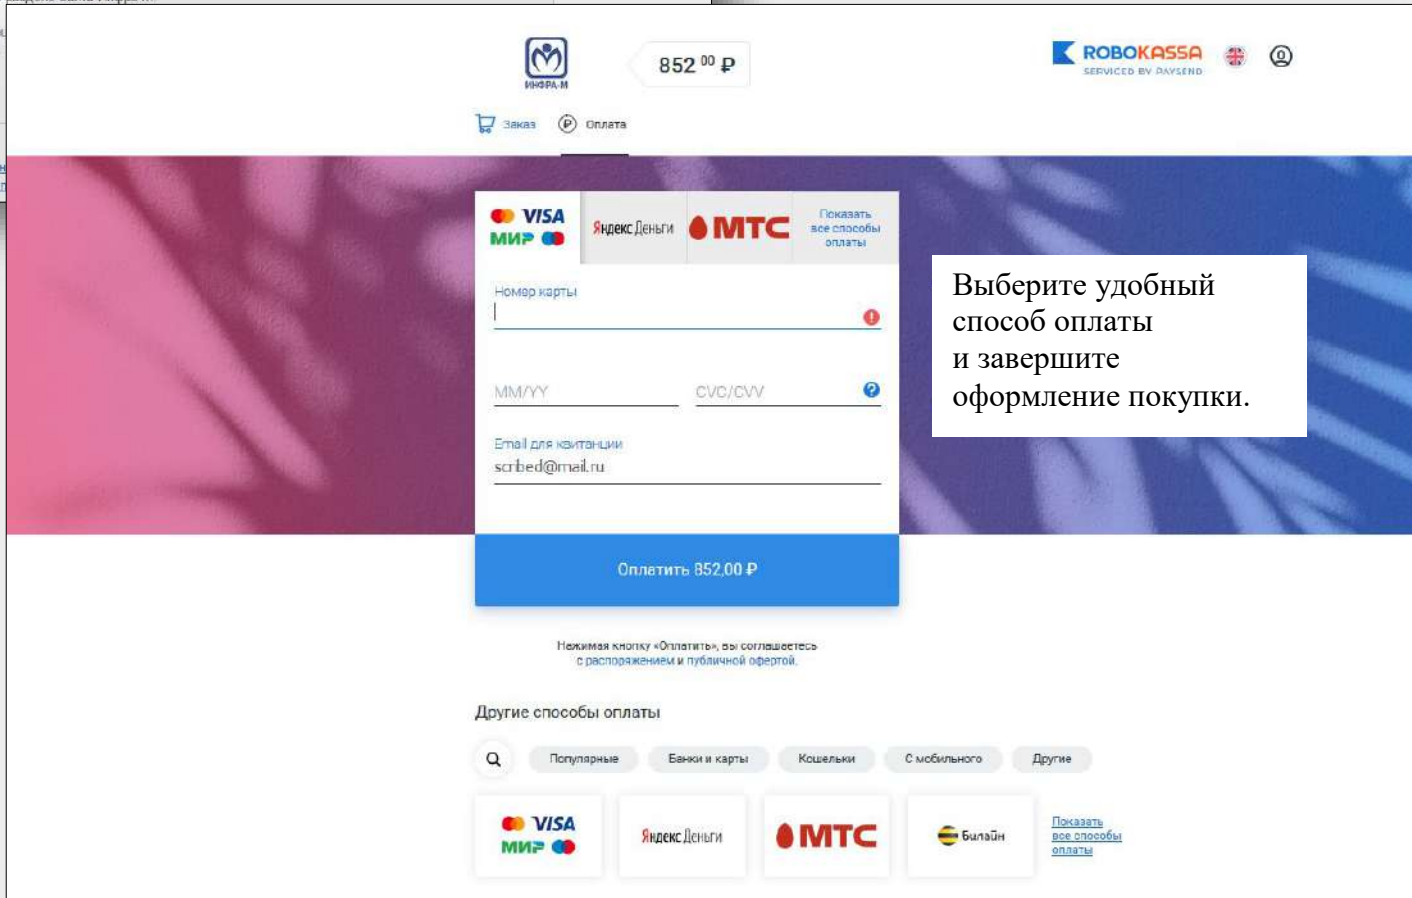 852 00 ₽
ROBOKASSA
SERVICED BY PAYSEND
ИНФРА-М
Заказ
Оплата
VISA
МИР
Яндекс Деньги
МТС
Показать
все способы
оплаты
Номер карты
MM/YY
CVC/CVV
Email для квитанции
scribed@mail.ru
Выберите удобный
способ оплаты
и завершите
оформление покупки.
Оплатить 852,00 ₽
Нажимая кнопку «Оплатить», вы соглашаетесь
с распоряжением и публичной офертой.
Другие способы оплаты
Популярные
Банки и карты
Кошельки
С мобильного
Другие
VISA
МИР
Яндекс Деньги
МТС
Билайн
Показать
все способы
оплаты